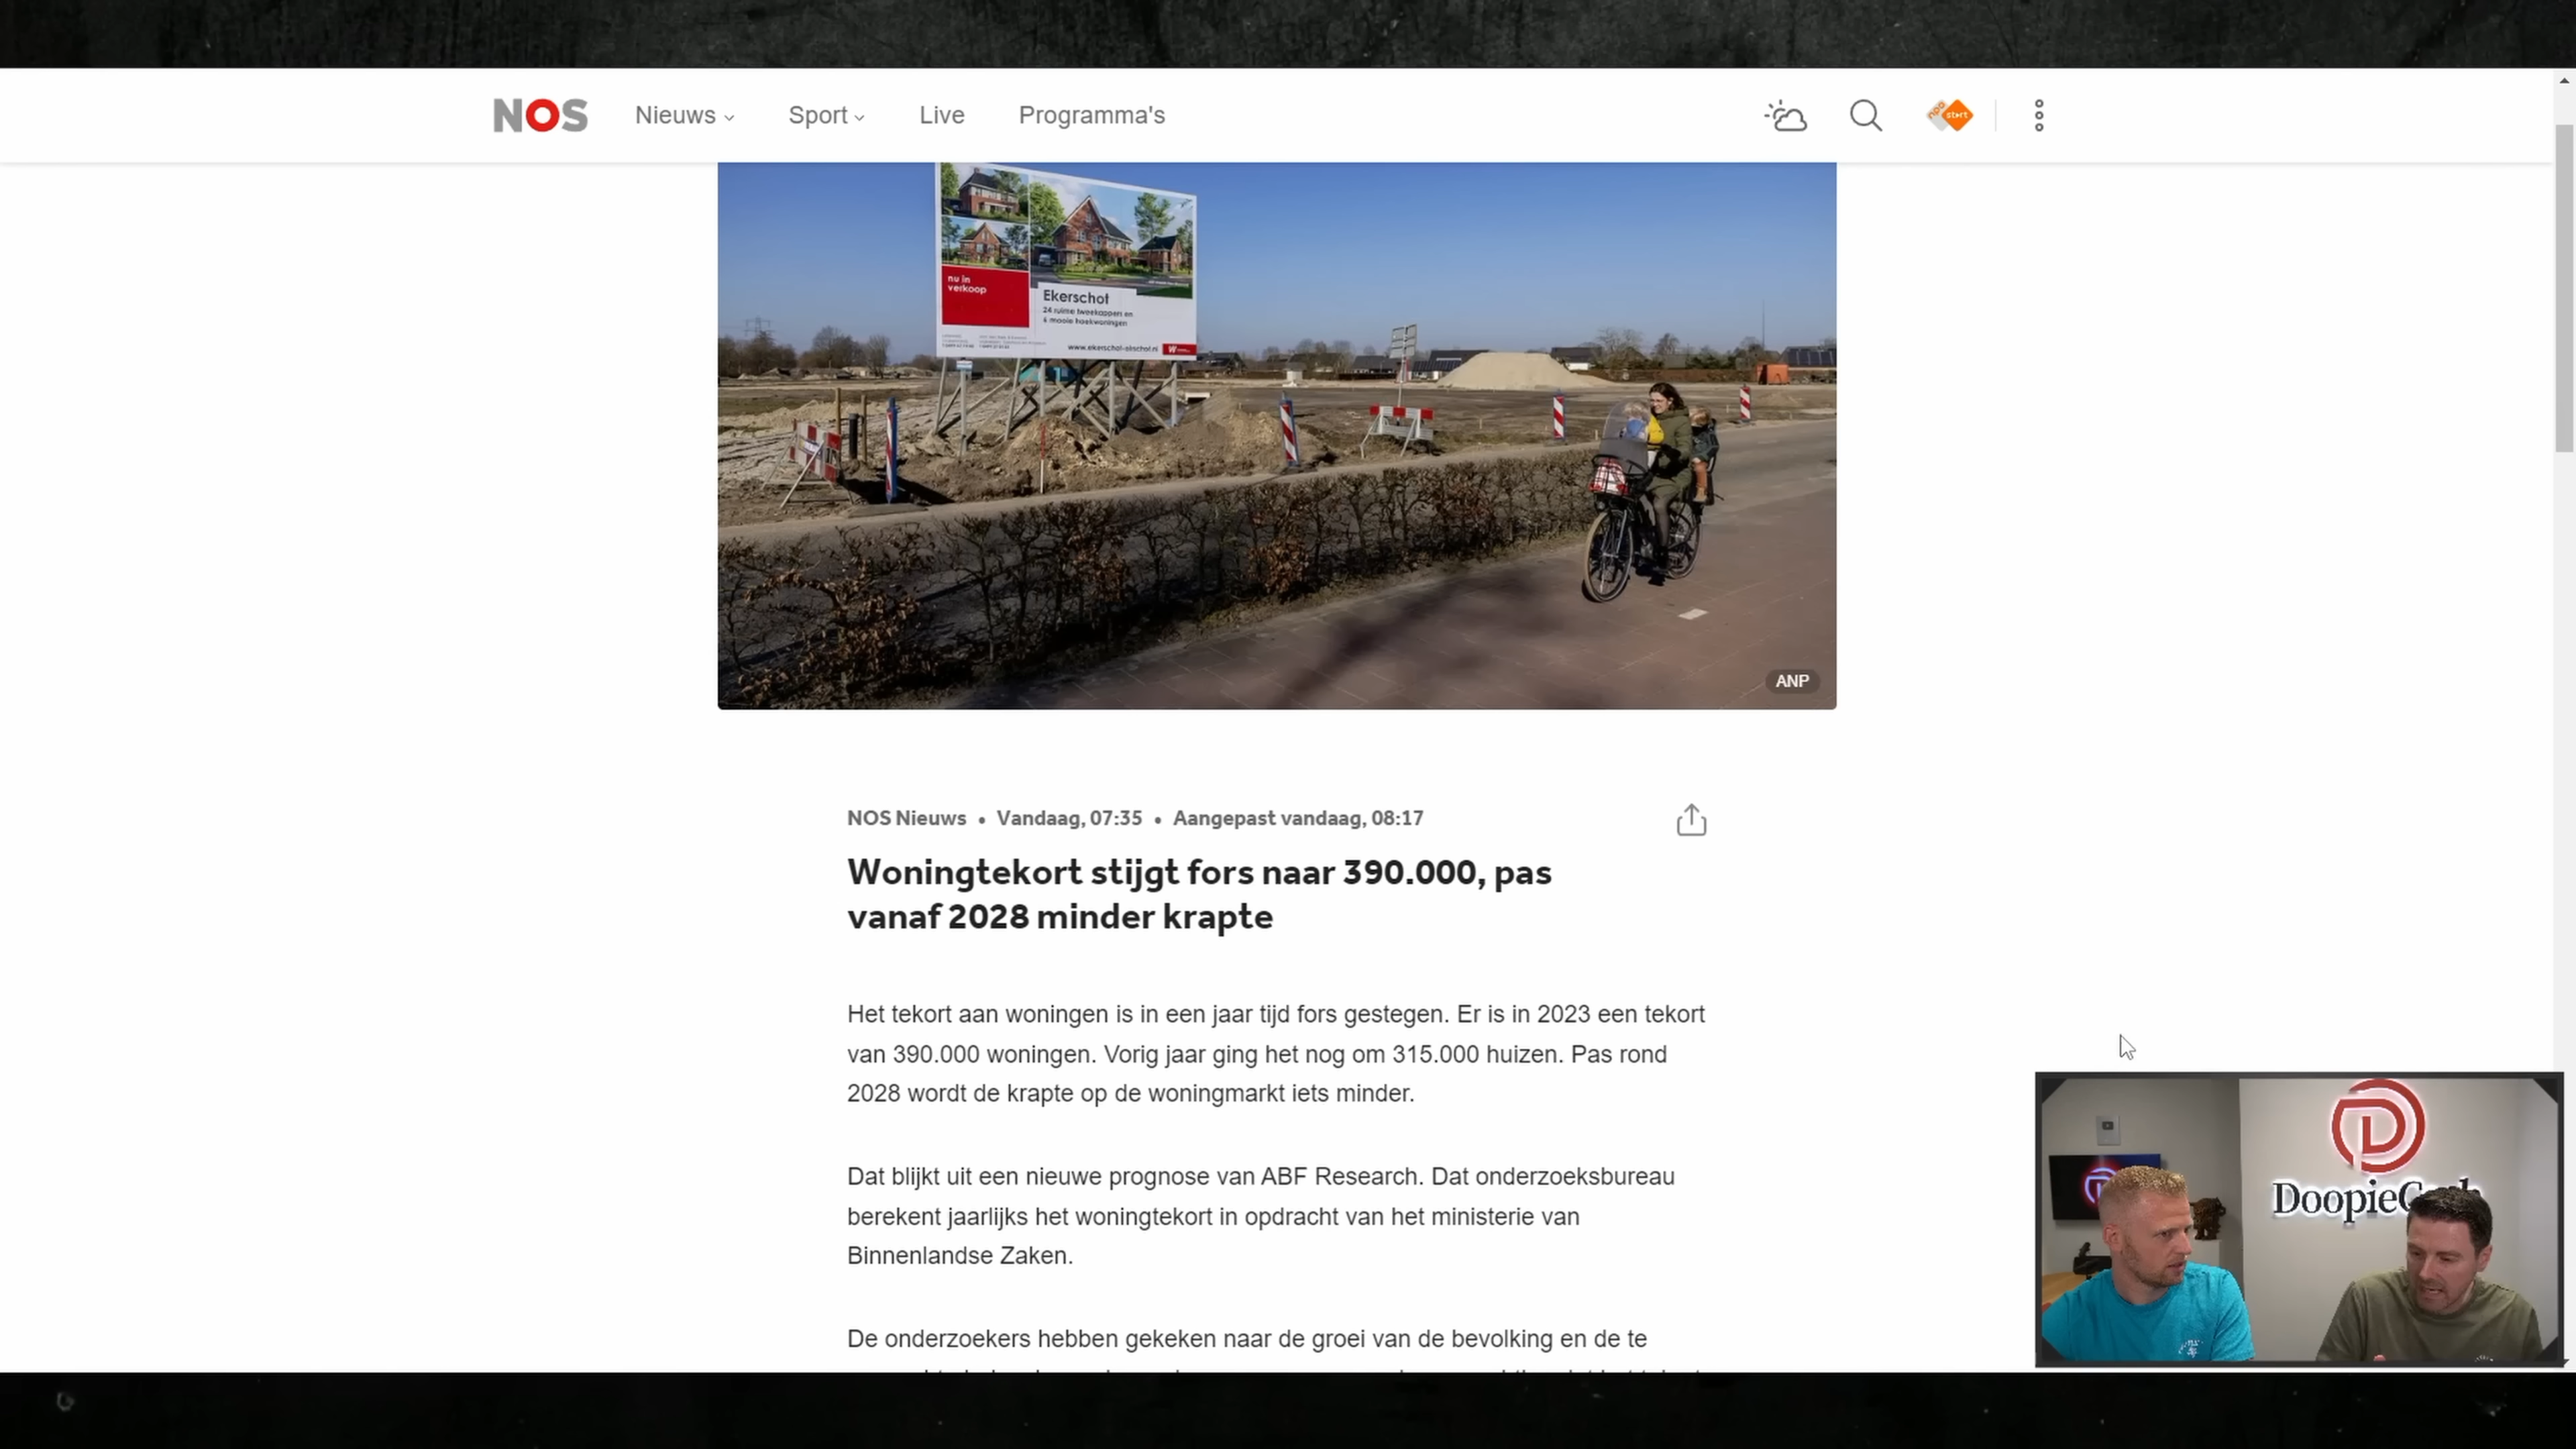 NOS
Nieuws
Sport
Live
Programma's
npo
start
nu in
verkoop
Ekerschot
24 ruime tweekappers en
6 mooie hoekwoningen
ANP
NOS Nieuws • Vandaag, 07:35 • Aangepast vandaag, 08:17
Woningtekort stijgt fors naar 390.000, pas
vanaf 2028 minder krapte
Het tekort aan woningen is in een jaar tijd fors gestegen. Er is in 2023 een tekort
van 390.000 woningen. Vorig jaar ging het nog om 315.000 huizen. Pas rond
2028 wordt de krapte op de woningmarkt iets minder.
Dat blijkt uit een nieuwe prognose van ABF Research. Dat onderzoeksbureau
berekent jaarlijks het woningtekort in opdracht van het ministerie van
Binnenlandse Zaken.
De onderzoekers hebben gekeken naar de groei van de bevolking en de te